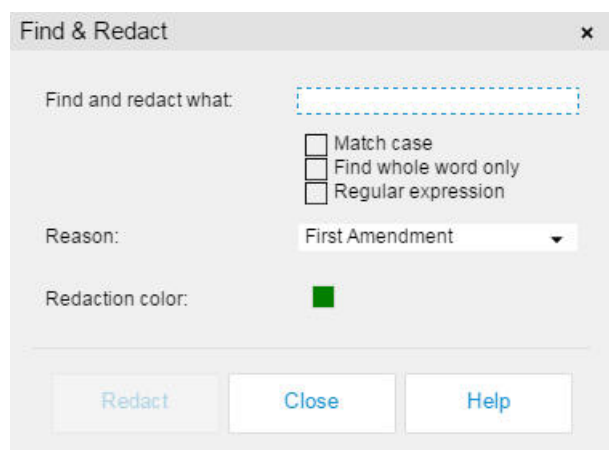 Find & Redact ×
Find and redact what:
Match case
Find whole word only
Regular expression
Reason: First Amendment
Redaction color:
Redact Close Help